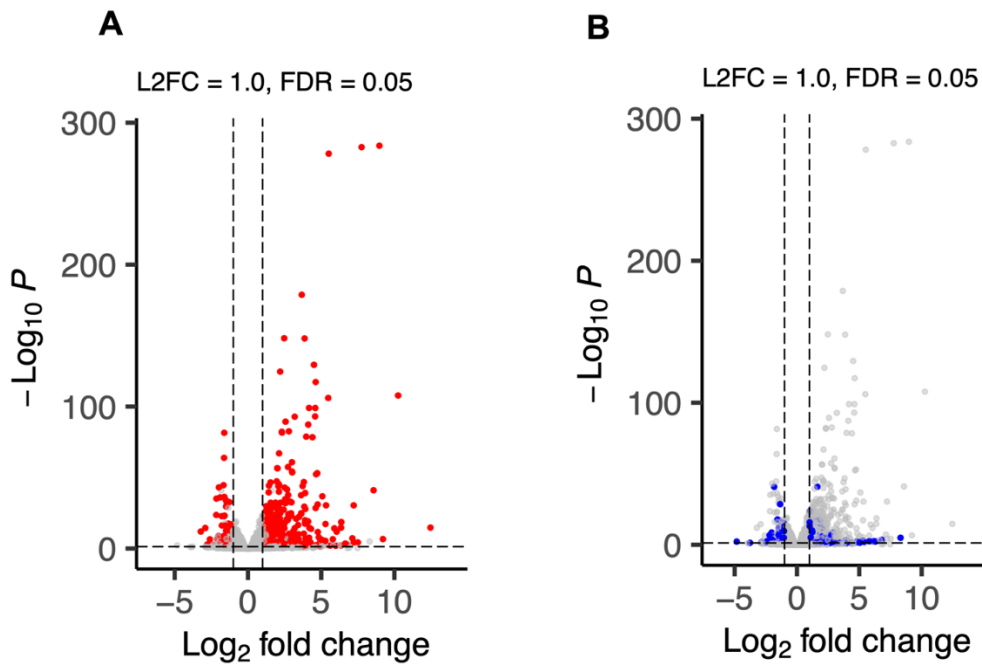 A
L2FC = 1.0, FDR = 0.05
300
200
100
0
−Log₁₀ P
−5 0 5 10
Log₂ fold change
B
L2FC = 1.0, FDR = 0.05
300
200
100
0
−Log₁₀ P
−5 0 5 10
Log₂ fold change